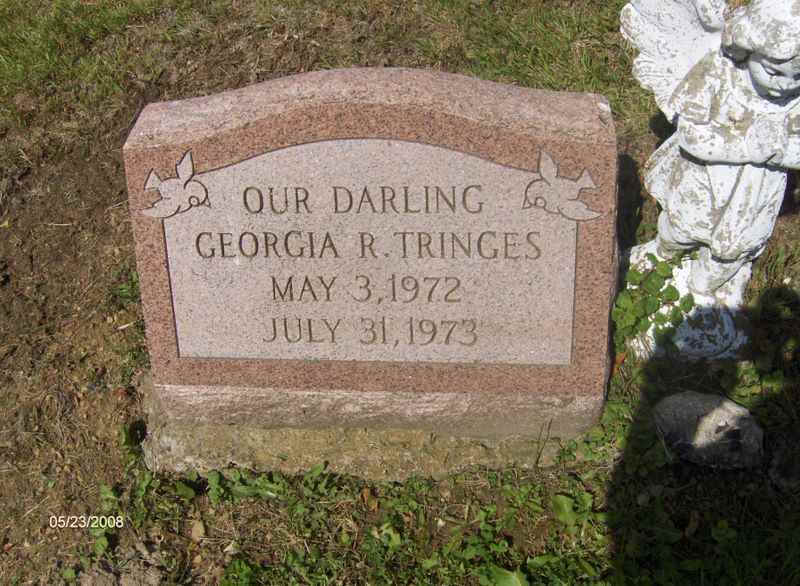 OUR DARLING
GEORGIA R. TRINGES
MAY 3, 1972
JULY 31, 1973
05/23/2008